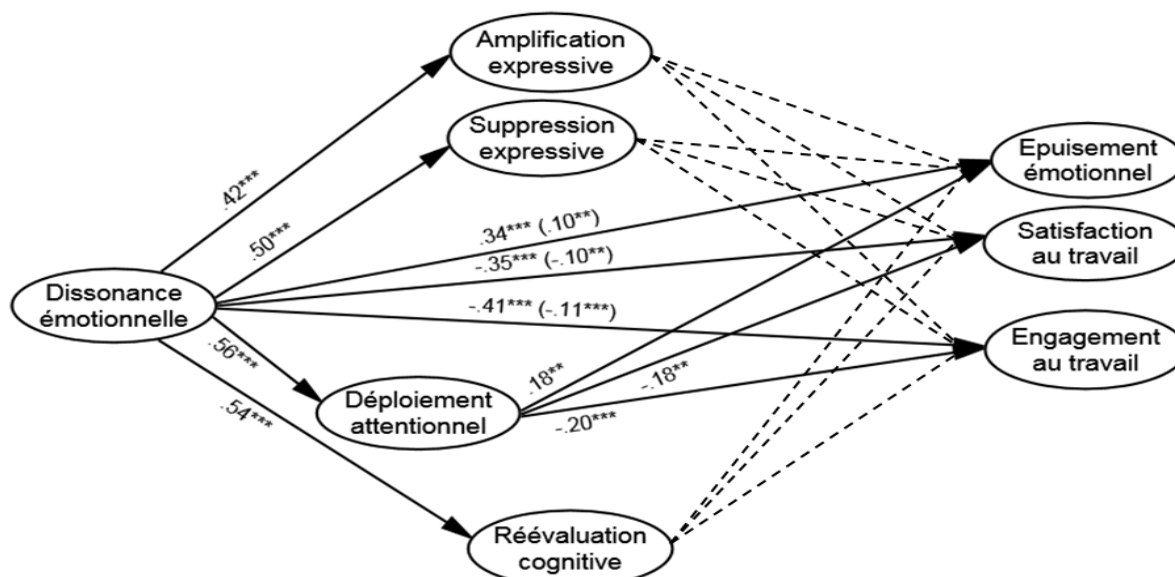 Amplification
expressive
Suppression
expressive
Epuisement
émotionnel
.42***
.50***
.34*** (.10**)
Satisfaction
au travail
-.35*** (-.10**)
Dissonance
émotionnelle
-.41*** (-.11***)
Engagement
au travail
.56***
.18**
-.18**
Déploiement
attentionnel
-.20***
.54***
Réévaluation
cognitive